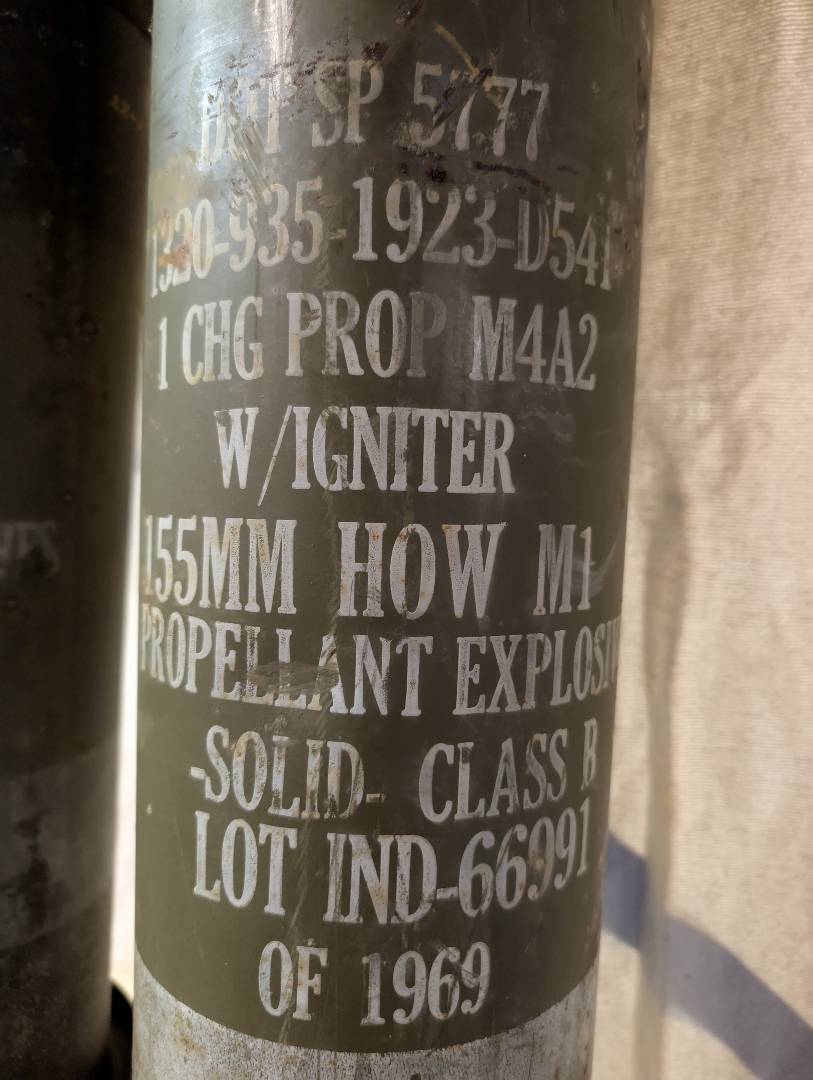 DOT SP 5777
1320-935-1923-D541
1 CHG PROP M4A2
W/IGNITER
155MM HOW M1
PROPELLANT EXPLOSIV
-SOLID- CLASS B
LOT IND-66991
OF 1969